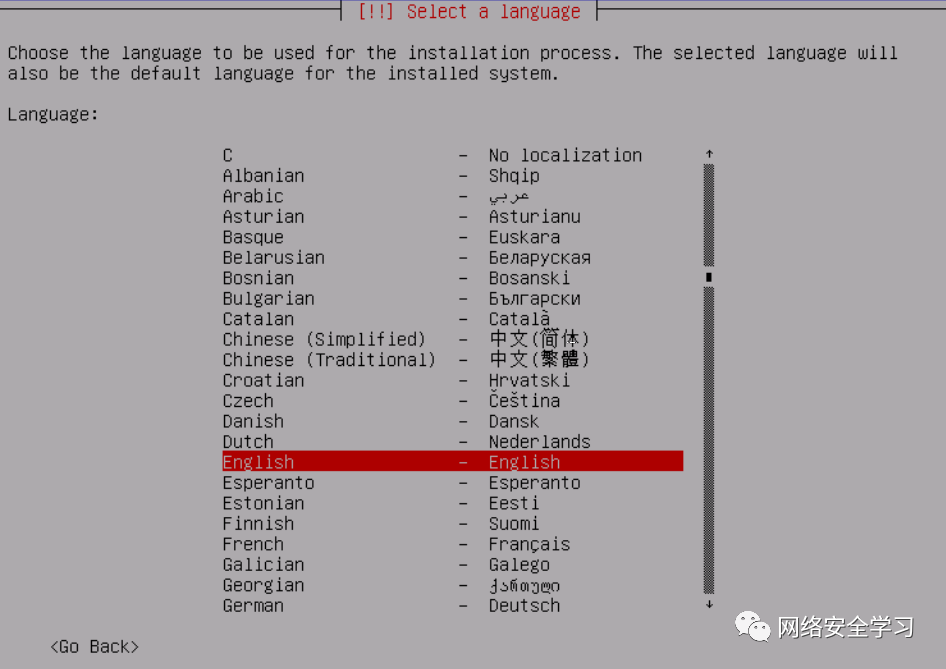 [!!] Select a language
Choose the language to be used for the installation process. The selected language will
also be the default language for the installed system.
Language:
C - No localization
Albanian - Shqip
Arabic - عربي
Asturian - Asturianu
Basque - Euskara
Belarusian - Беларуская
Bosnian - Bosanski
Bulgarian - Български
Catalan - Català
Chinese (Simplified) - 中文(简体)
Chinese (Traditional) - 中文(繁體)
Croatian - Hrvatski
Czech - Čeština
Danish - Dansk
Dutch - Nederlands
English - English
Esperanto - Esperanto
Estonian - Eesti
Finnish - Suomi
French - Français
Galician - Galego
Georgian - ქართული
German - Deutsch
<Go Back>
网络安全学习